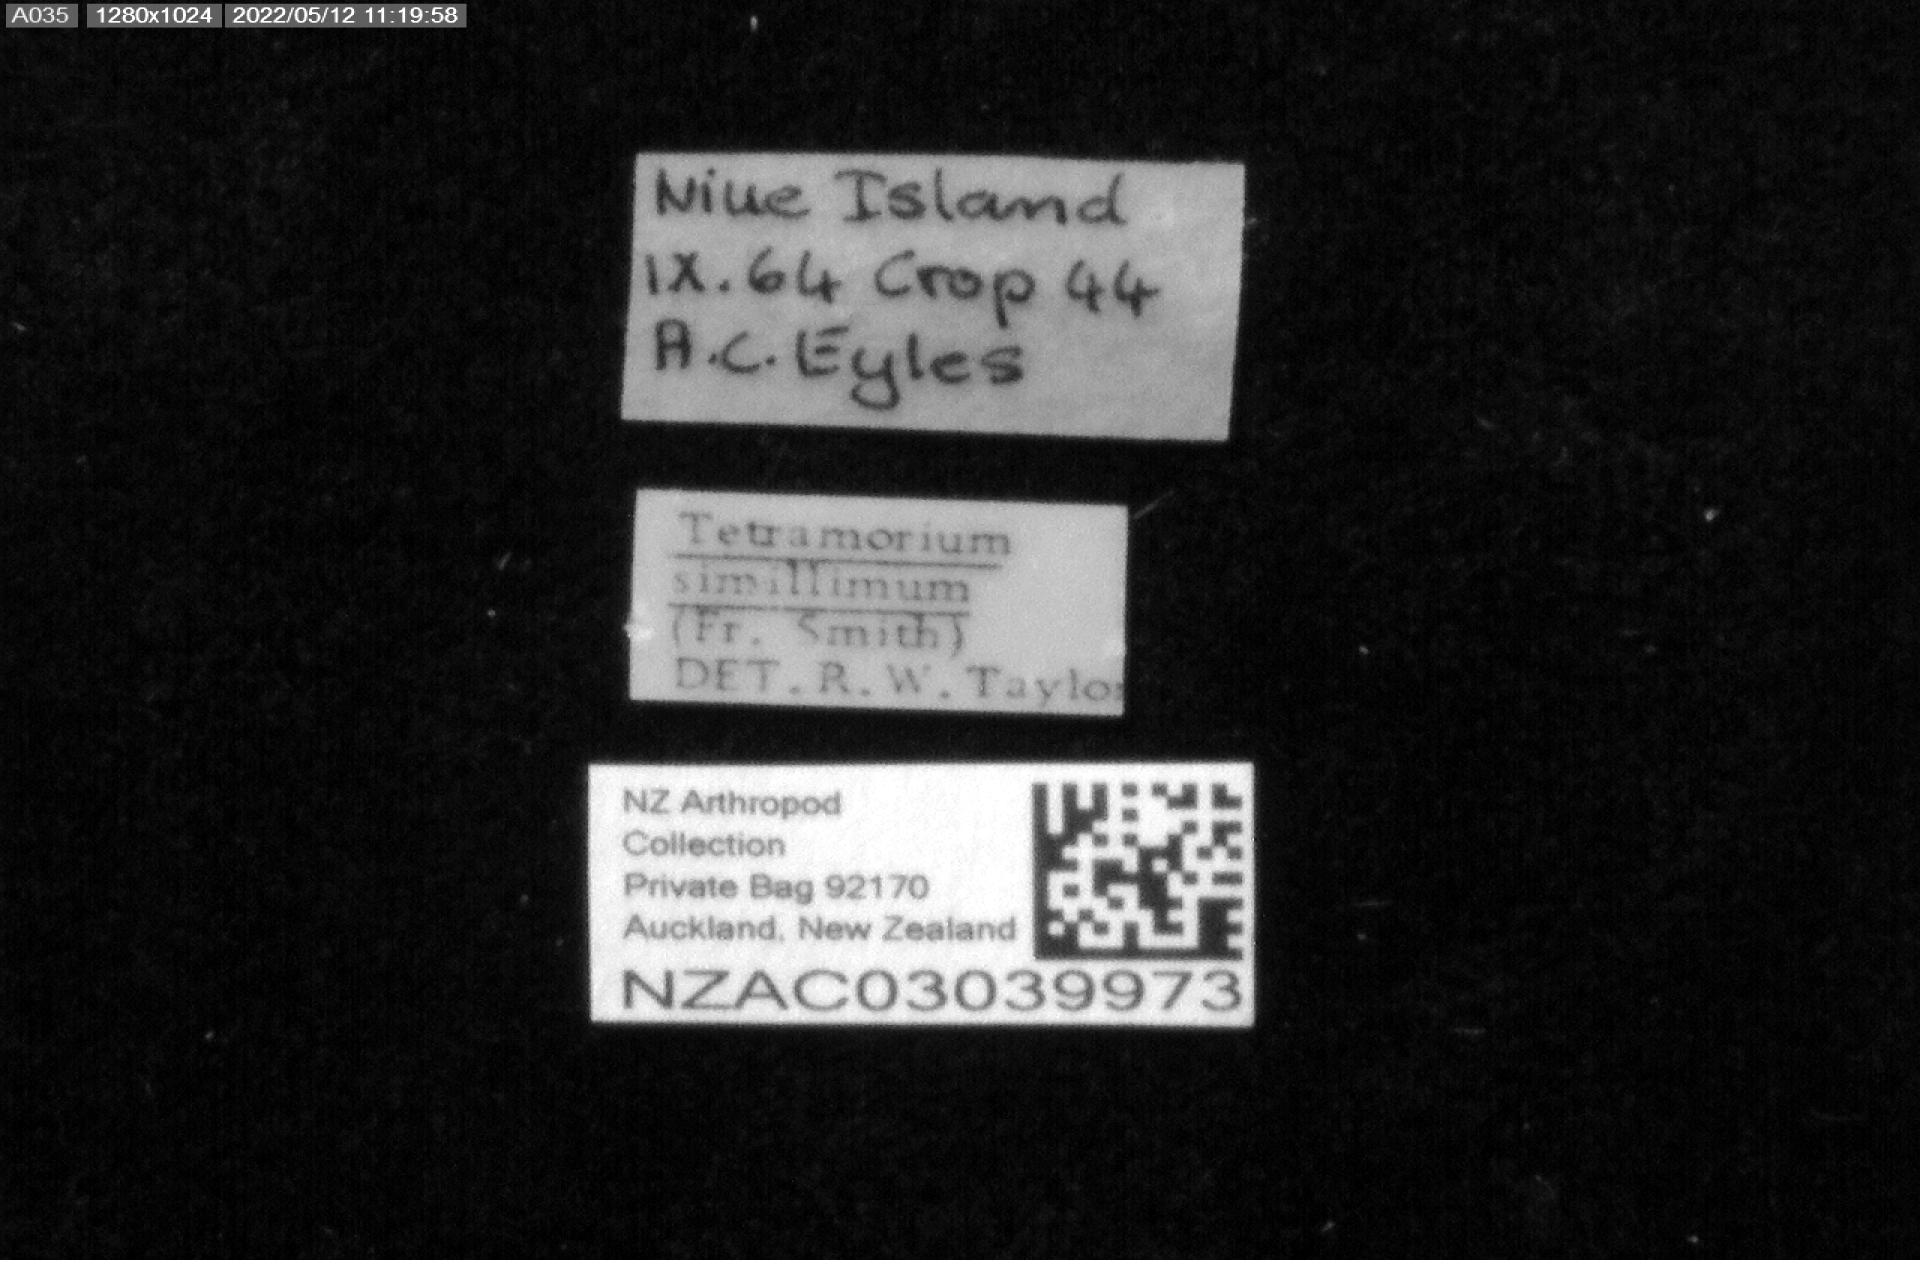 A035 1280x1024 2022/05/12 11:19:58
Niue Island
IX.64 Crop 44
A.C. Eyles
Tetramorium
simillimum
(Fr. Smith)
DET. R. W. Taylor
NZ Arthropod
Collection
Private Bag 92170
Auckland, New Zealand
NZAC03039973